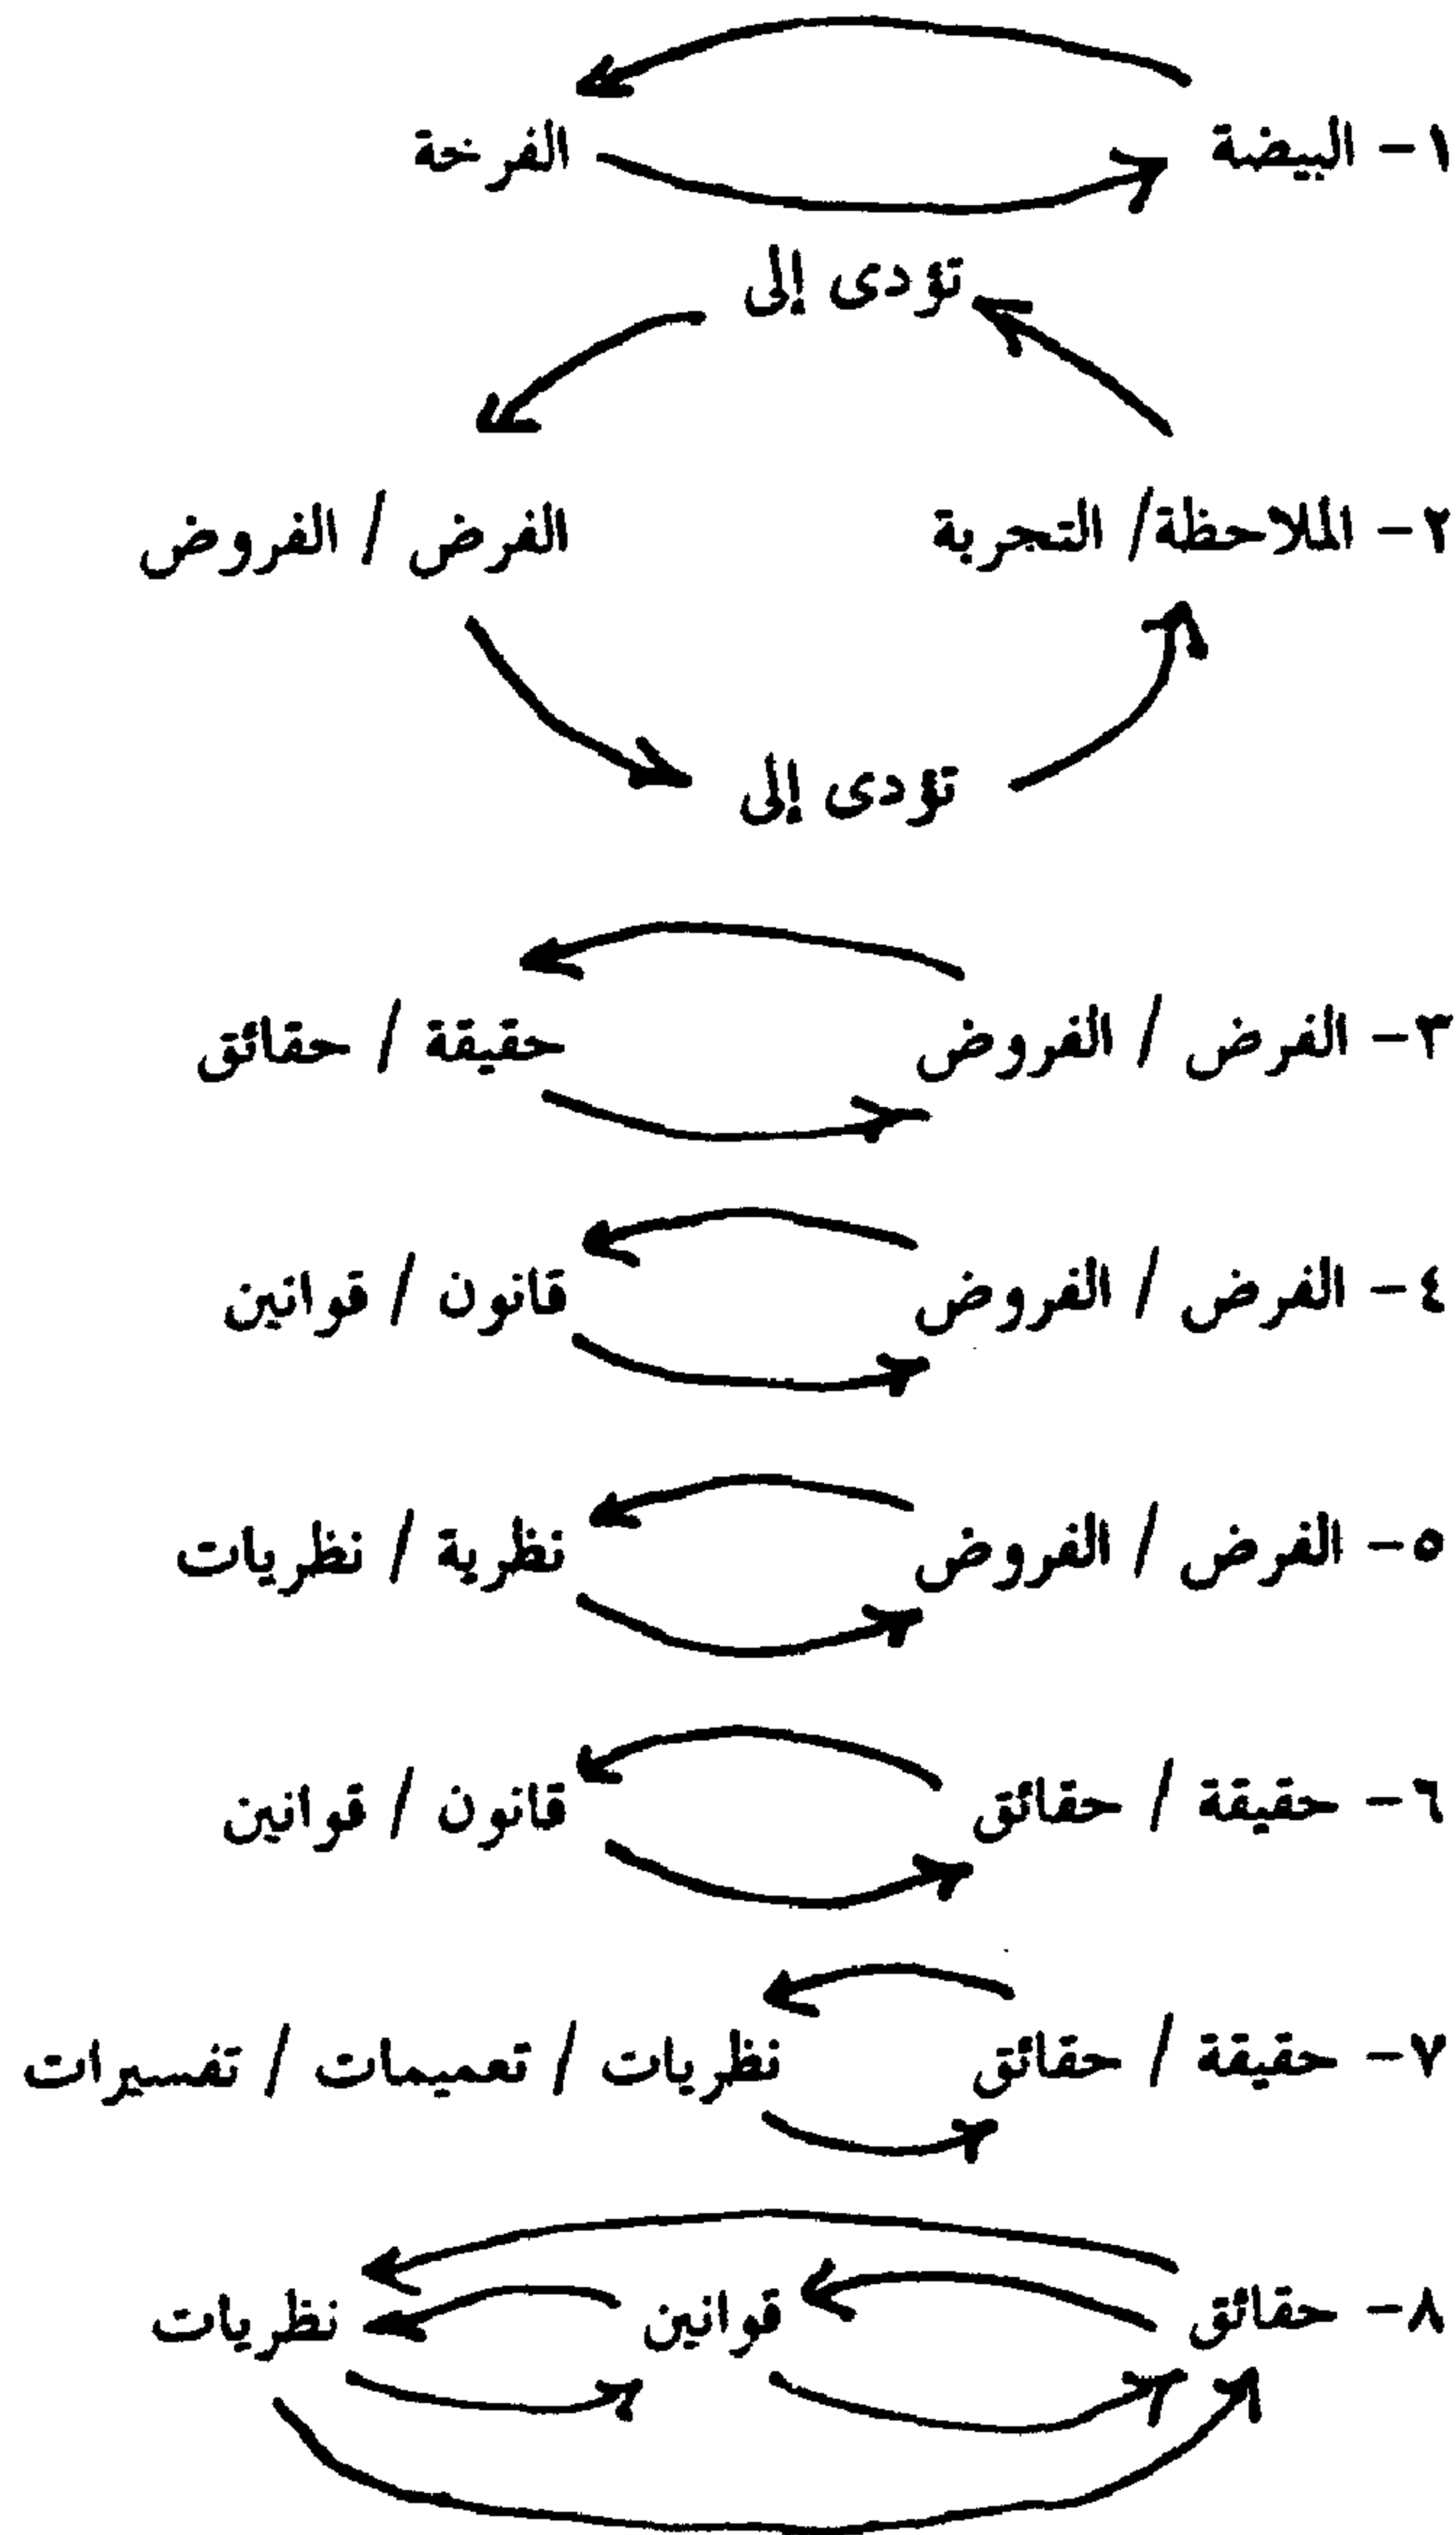 ١- البيضة الفرخة
تؤدى إلى
٢- الملاحظة/ التجربة الفرض / الفروض
تؤدى إلى
٣- الفرض / الفروض حقيقة / حقائق
٤- الفرض / الفروض قانون / قوانين
٥- الفرض / الفروض نظرية / نظريات
٦- حقيقة / حقائق قانون / قوانين
٧- حقيقة / حقائق نظريات / تعميمات / تفسيرات
٨- حقائق قوانين نظريات